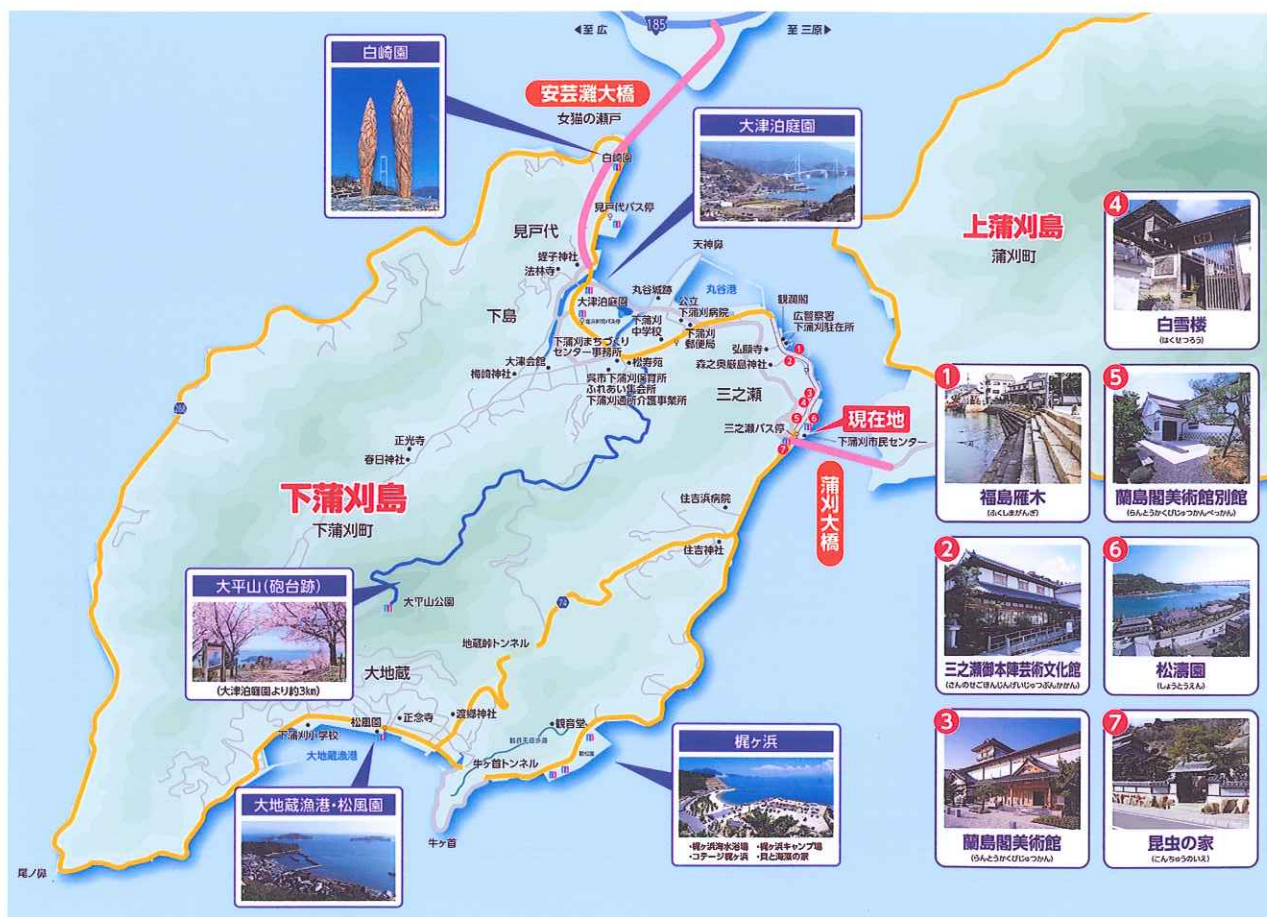 ◀至 広
185
至 三原▶
白崎園
安芸灘大橋
女猫の瀬戸
白崎園
大津泊庭園
見戸代バス停
見戸代
蛭子神社
法林寺
天神鼻
丸谷城跡
丸谷港
観瀾閣
上蒲刈島
蒲刈町
大津泊庭園
公立
下蒲刈病院
広警察署
下蒲刈駐在所
下島
下蒲刈
中学校
下蒲刈
郵便局
弘願寺
下蒲刈まちづくり
センター事務所
松寿苑
森之奥厳島神社
大津会館
梅崎神社
呉市下蒲刈保育所
ふれあい集会所
下蒲刈通所介護事業所
三之瀬
1
2
3
4
5
6
7
現在地
三之瀬バス停
下蒲刈市民センター
蒲刈大橋
正光寺
春日神社
下蒲刈島
下蒲刈町
住吉浜病院
住吉神社
大平山(砲台跡)
(大津泊庭園より約3km)
大平山公園
74
地蔵峠トンネル
大地蔵
松風園
正念寺
渡郷神社
観音堂
下蒲刈小学校
大地蔵漁港
牛ヶ首トンネル
牛ヶ首
尾ノ鼻
大地蔵漁港・松風園
梶ヶ浜
・梶ヶ浜海水浴場 ・梶ヶ浜キャンプ場
・コテージ梶ヶ浜 ・貝と海藻の家
1
福島雁木
(ふくしまがんぎ)
2
三之瀬御本陣芸術文化館
(さんのせごほんじんげいじゅつぶんかかん)
3
蘭島閣美術館
(らんとうかくびじゅつかん)
4
白雪楼
(はくせつろう)
5
蘭島閣美術館別館
(らんとうかくびじゅつかんべっかん)
6
松濤園
(しょうとうえん)
7
昆虫の家
(こんちゅうのいえ)